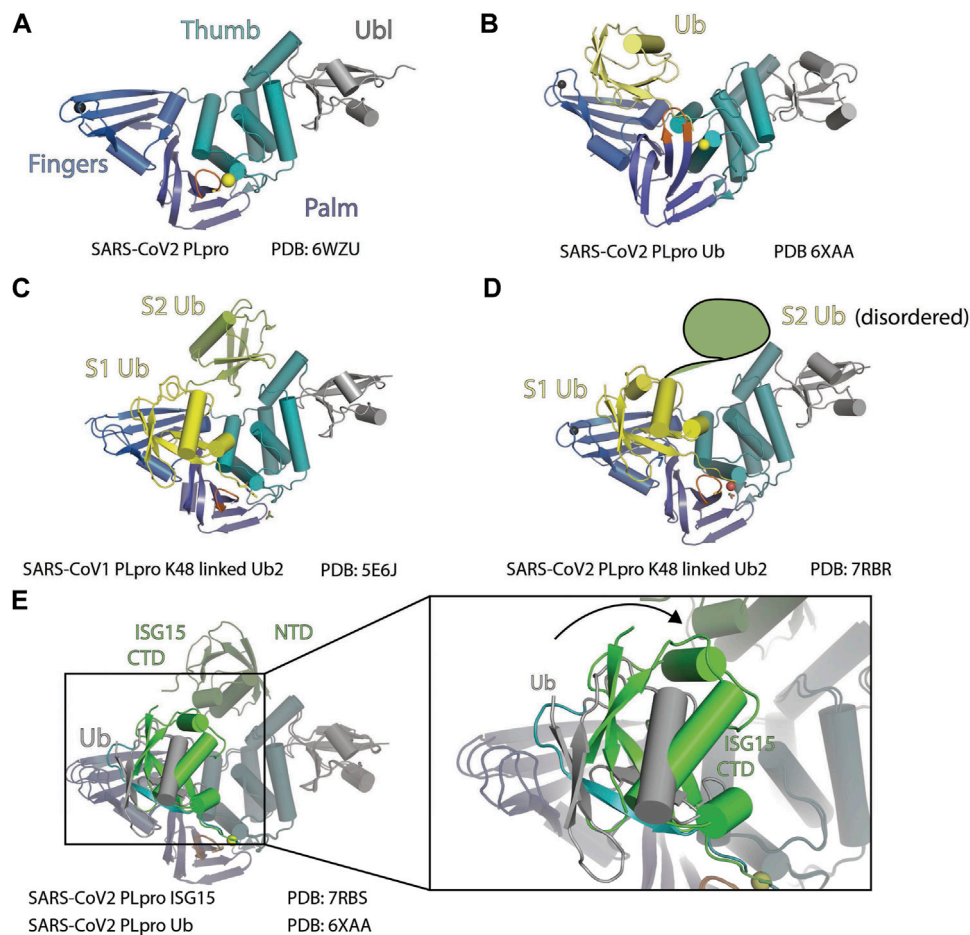 A
Thumb
Ubl
Fingers
Palm
SARS-CoV2 PLpro PDB: 6WZU
B
Ub
SARS-CoV2 PLpro Ub PDB 6XAA
C
S2 Ub
S1 Ub
SARS-CoV1 PLpro K48 linked Ub2 PDB: 5E6J
D
S2 Ub (disordered)
S1 Ub
SARS-CoV2 PLpro K48 linked Ub2 PDB: 7RBR
E
ISG15 NTD
CTD
Ub
Ub
ISG15
CTD
SARS-CoV2 PLpro ISG15 PDB: 7RBS
SARS-CoV2 PLpro Ub PDB: 6XAA